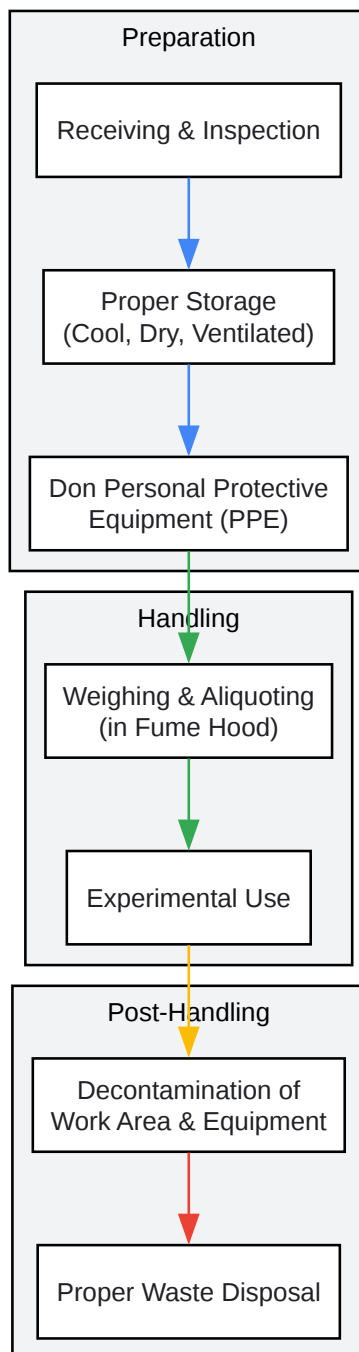 Preparation
Receiving & Inspection
Proper Storage
(Cool, Dry, Ventilated)
Don Personal Protective
Equipment (PPE)
Handling
Weighing & Aliquoting
(in Fume Hood)
Experimental Use
Post-Handling
Decontamination of
Work Area & Equipment
Proper Waste Disposal